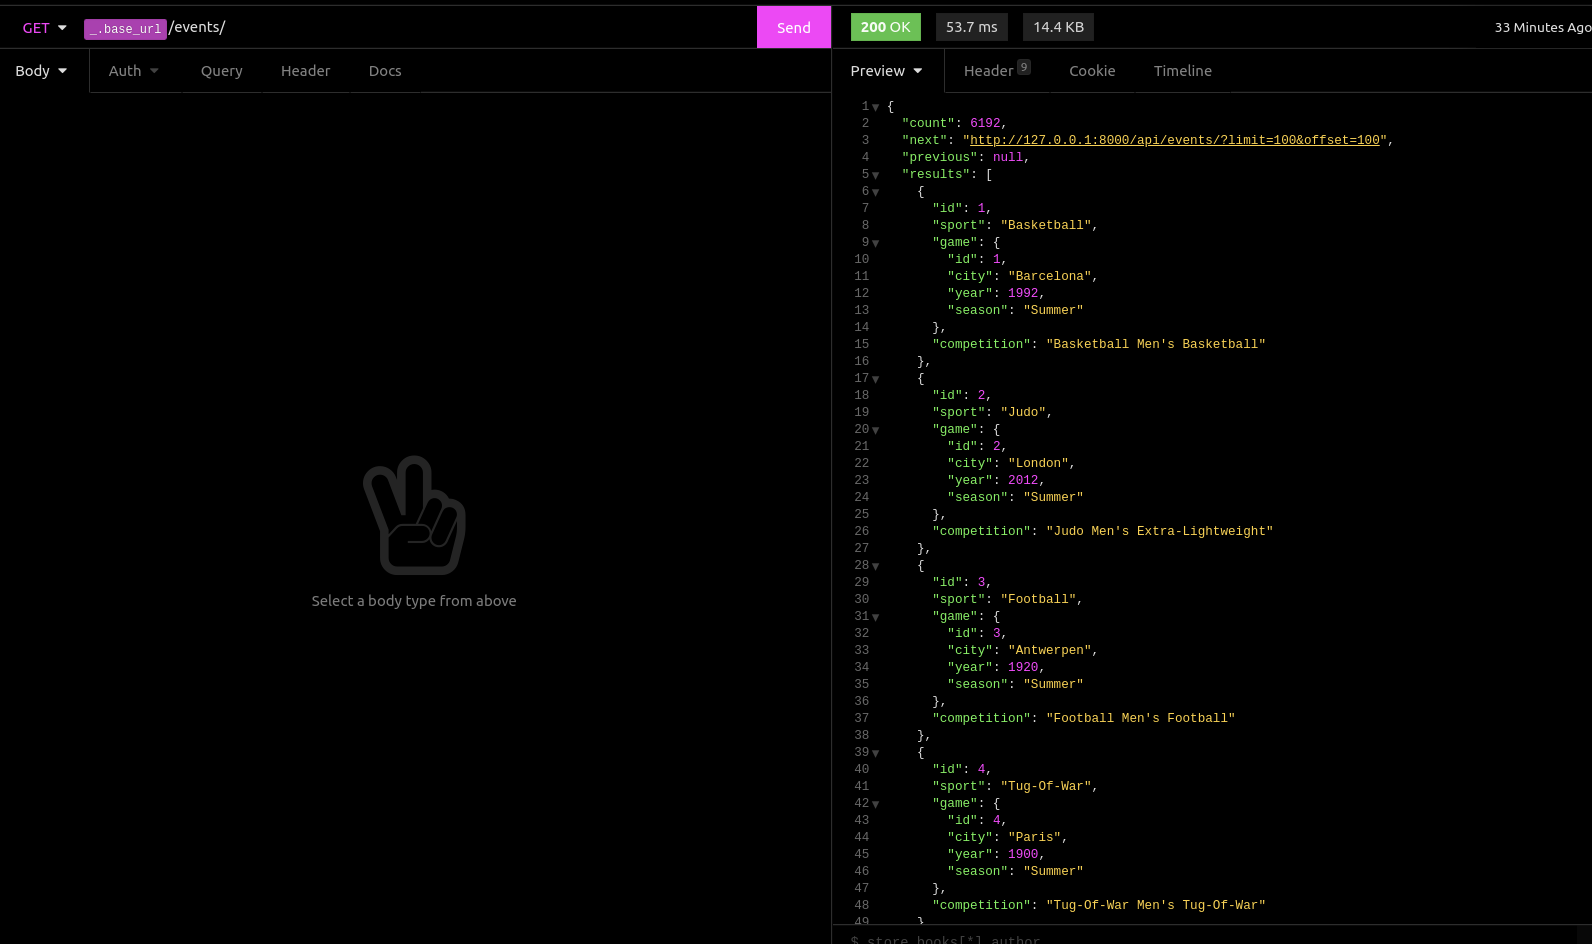 GET _.base_url/events/ Send 200 OK 53.7 ms 14.4 KB 33 Minutes Ago
Body Auth Query Header Docs
Preview Header 9 Cookie Timeline
Select a body type from above
1 {
2 "count": 6192,
3 "next": "http://127.0.0.1:8000/api/events/?limit=100&offset=100",
4 "previous": null,
5 "results": [
6 {
7 "id": 1,
8 "sport": "Basketball",
9 "game": {
10 "id": 1,
11 "city": "Barcelona",
12 "year": 1992,
13 "season": "Summer"
14 },
15 "competition": "Basketball Men's Basketball"
16 },
17 {
18 "id": 2,
19 "sport": "Judo",
20 "game": {
21 "id": 2,
22 "city": "London",
23 "year": 2012,
24 "season": "Summer"
25 },
26 "competition": "Judo Men's Extra-Lightweight"
27 },
28 {
29 "id": 3,
30 "sport": "Football",
31 "game": {
32 "id": 3,
33 "city": "Antwerpen",
34 "year": 1920,
35 "season": "Summer"
36 },
37 "competition": "Football Men's Football"
38 },
39 {
40 "id": 4,
41 "sport": "Tug-Of-War",
42 "game": {
43 "id": 4,
44 "city": "Paris",
45 "year": 1900,
46 "season": "Summer"
47 },
48 "competition": "Tug-Of-War Men's Tug-Of-War"
49 }
$.store.books[*].author